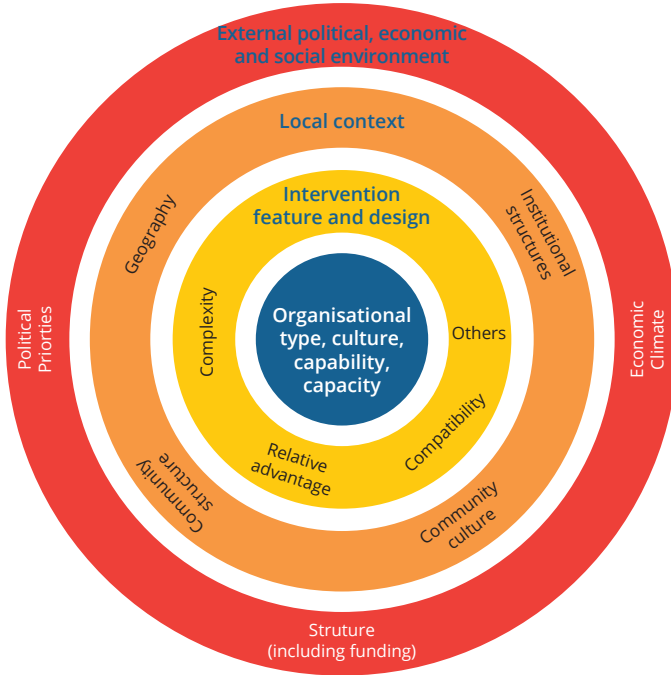 External political, economic
and social environment
Local context
Intervention
feature and design
Geography
Institutional
structures
Complexity
Organisational
type, culture,
capability,
capacity
Others
Political
Priorties
Economic
Climate
Relative
advantage
Compatibility
Community
structure
Community
culture
Struture
(including funding)